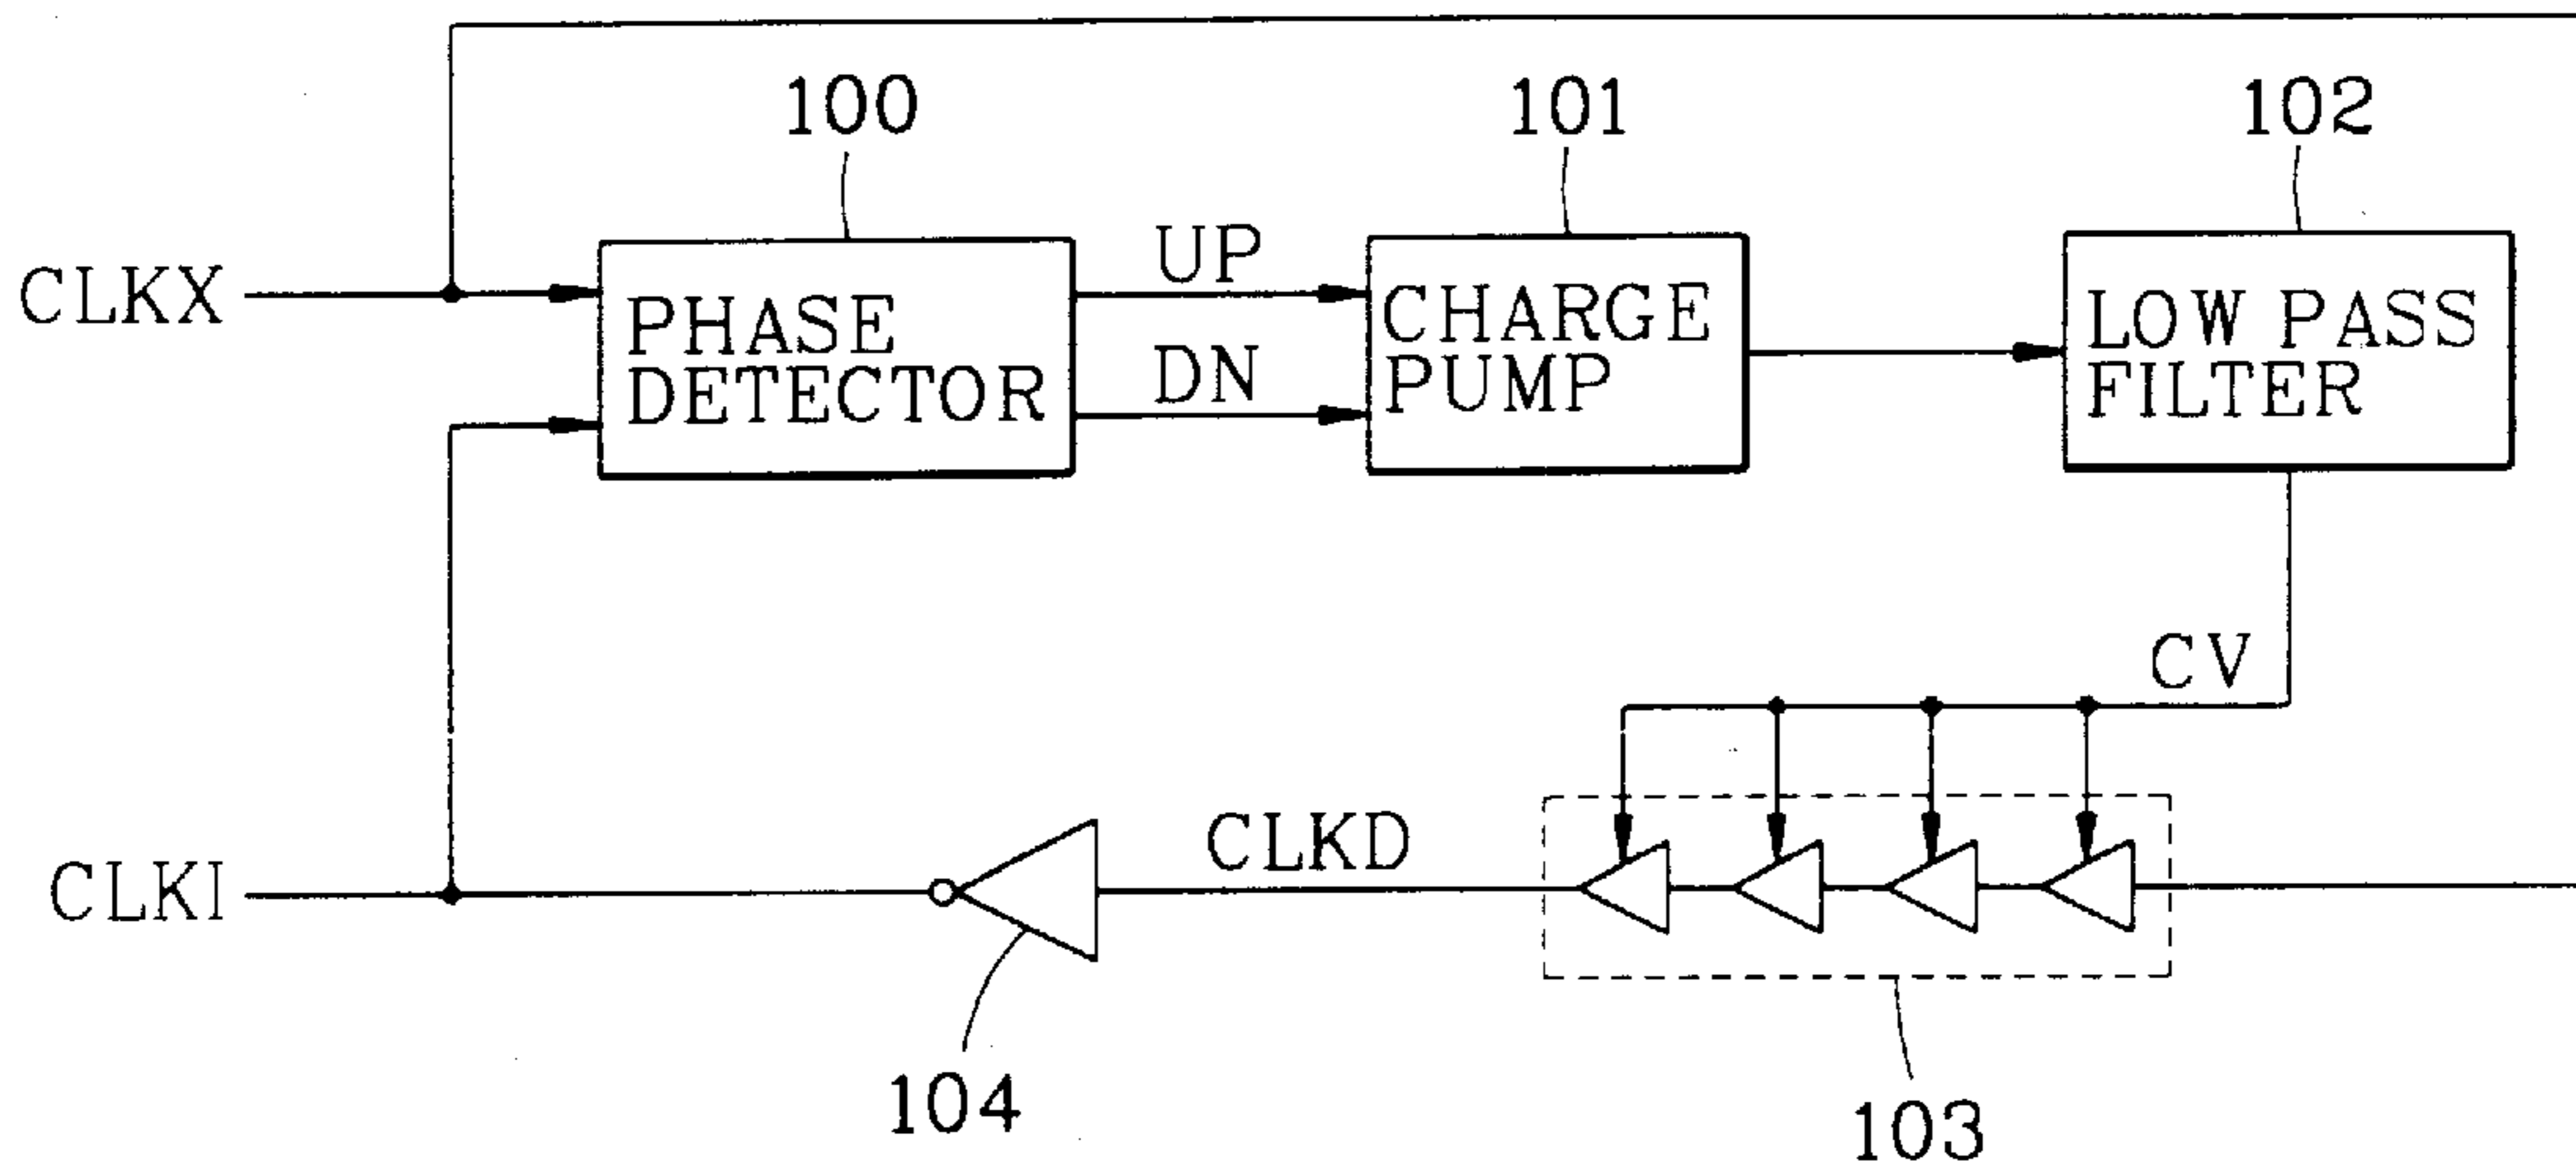 100
101
102
CLKX
PHASE
DETECTOR
UP
DN
CHARGE
PUMP
LOW PASS
FILTER
CV
CLKI
CLKD
104
103